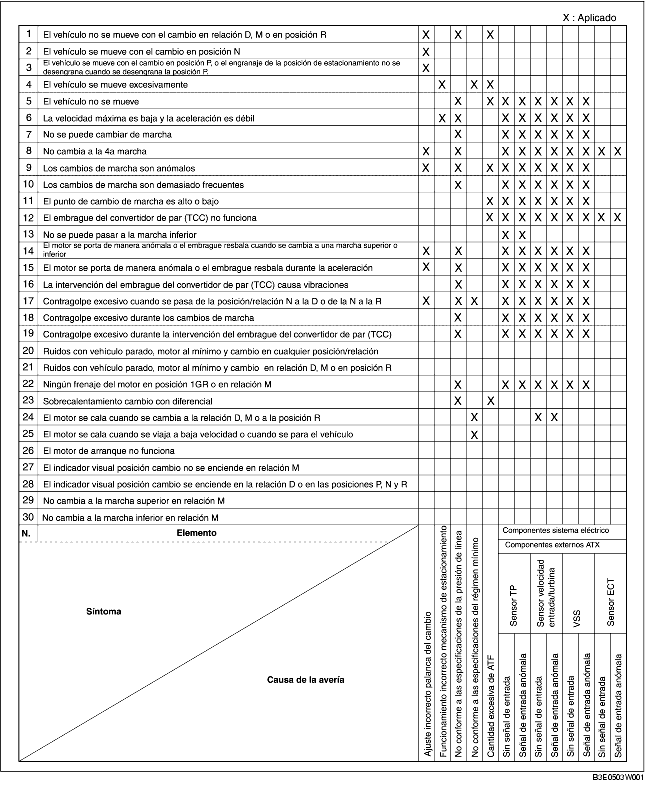 X : Aplicado
1 El vehículo no se mueve con el cambio en relación D, M o en posición R X X X
2 El vehículo se mueve con el cambio en posición N X
3 El vehículo se mueve con el cambio en posición P, o el engranaje de la posición de estacionamiento no se
desengrana cuando se desengrana la posición P. X
4 El vehículo se mueve excesivamente X X X
5 El vehículo no se mueve X X X X X X X X
6 La velocidad máxima es baja y la aceleración es débil X X X X X X X X
7 No se puede cambiar de marcha X X X X X X X
8 No cambia a la 4a marcha X X X X X X X X X X
9 Los cambios de marcha son anómalos X X X X X X X X X
10 Los cambios de marcha son demasiado frecuentes X X X X X X X
11 El punto de cambio de marcha es alto o bajo X X X X X X X
12 El embrague del convertidor de par (TCC) no funciona X X X X X X X X X
13 No se puede pasar a la marcha inferior X X
14 El motor se porta de manera anómala o el embrague resbala cuando se cambia a una marcha superior o
inferior X X X X X X X X
15 El motor se porta de manera anómala o el embrague resbala durante la aceleración X X X X X X X X
16 La intervención del embrague del convertidor de par (TCC) causa vibraciones X X X X X X X
17 Contragolpe excesivo cuando se pasa de la posición/relación N a la D o de la N a la R X X X X X X X X X
18 Contragolpe excesivo durante los cambios de marcha X X X X X X X
19 Contragolpe excesivo durante la intervención del embrague del convertidor de par (TCC) X X X X X X X
20 Ruidos con vehículo parado, motor al mínimo y cambio en cualquier posición/relación
21 Ruidos con vehículo parado, motor al mínimo y cambio en relación D, M o en posición R
22 Ningún frenaje del motor en posición 1GR o en relación M X X X X X X X
23 Sobrecalentamiento cambio con diferencial X X
24 El motor se cala cuando se cambia a la relación D, M o a la posición R X X X
25 El motor se cala cuando se viaja a baja velocidad o cuando se para el vehículo X
26 El motor de arranque no funciona
27 El indicador visual posición cambio no se enciende en relación M
28 El indicador visual posición cambio se enciende en la relación D o en las posiciones P, N y R
29 No cambia a la marcha superior en relación M
30 No cambia a la marcha inferior en relación M
N. Elemento
Síntoma
Causa de la avería
Ajuste incorrecto palanca del cambio
Funcionamiento incorrecto mecanismo de estacionamiento
No conforme a las especificaciones de la presión de línea
No conforme a las especificaciones del régimen mínimo
Cantidad excesiva de ATF
Componentes sistema eléctrico
Componentes externos ATX
Sensor TP
Sensor velocidad
entrada/turbina
VSS
Sensor ECT
Sin señal de entrada
Señal de entrada anómala
Sin señal de entrada
Señal de entrada anómala
Sin señal de entrada
Señal de entrada anómala
Sin señal de entrada
Señal de entrada anómala
B3E0503W001